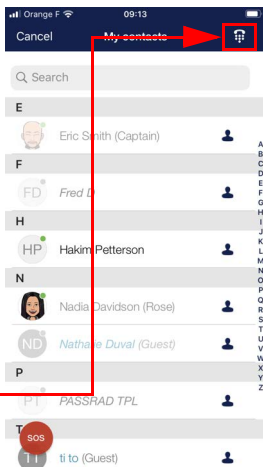 Orange F 09:13
Cancel My contacts
Search
E
Eric Smith (Captain)
F
FD Fred D
H
HP Hakim Petterson
N
Nadia Davidson (Rose)
ND Nathalie Duval (Guest)
P
PT PASSRAD TPL
T
SOS
TT ti to (Guest)
A
B
C
D
E
F
G
H
I
J
K
L
M
N
O
P
Q
R
S
T
U
V
W
X
Y
Z